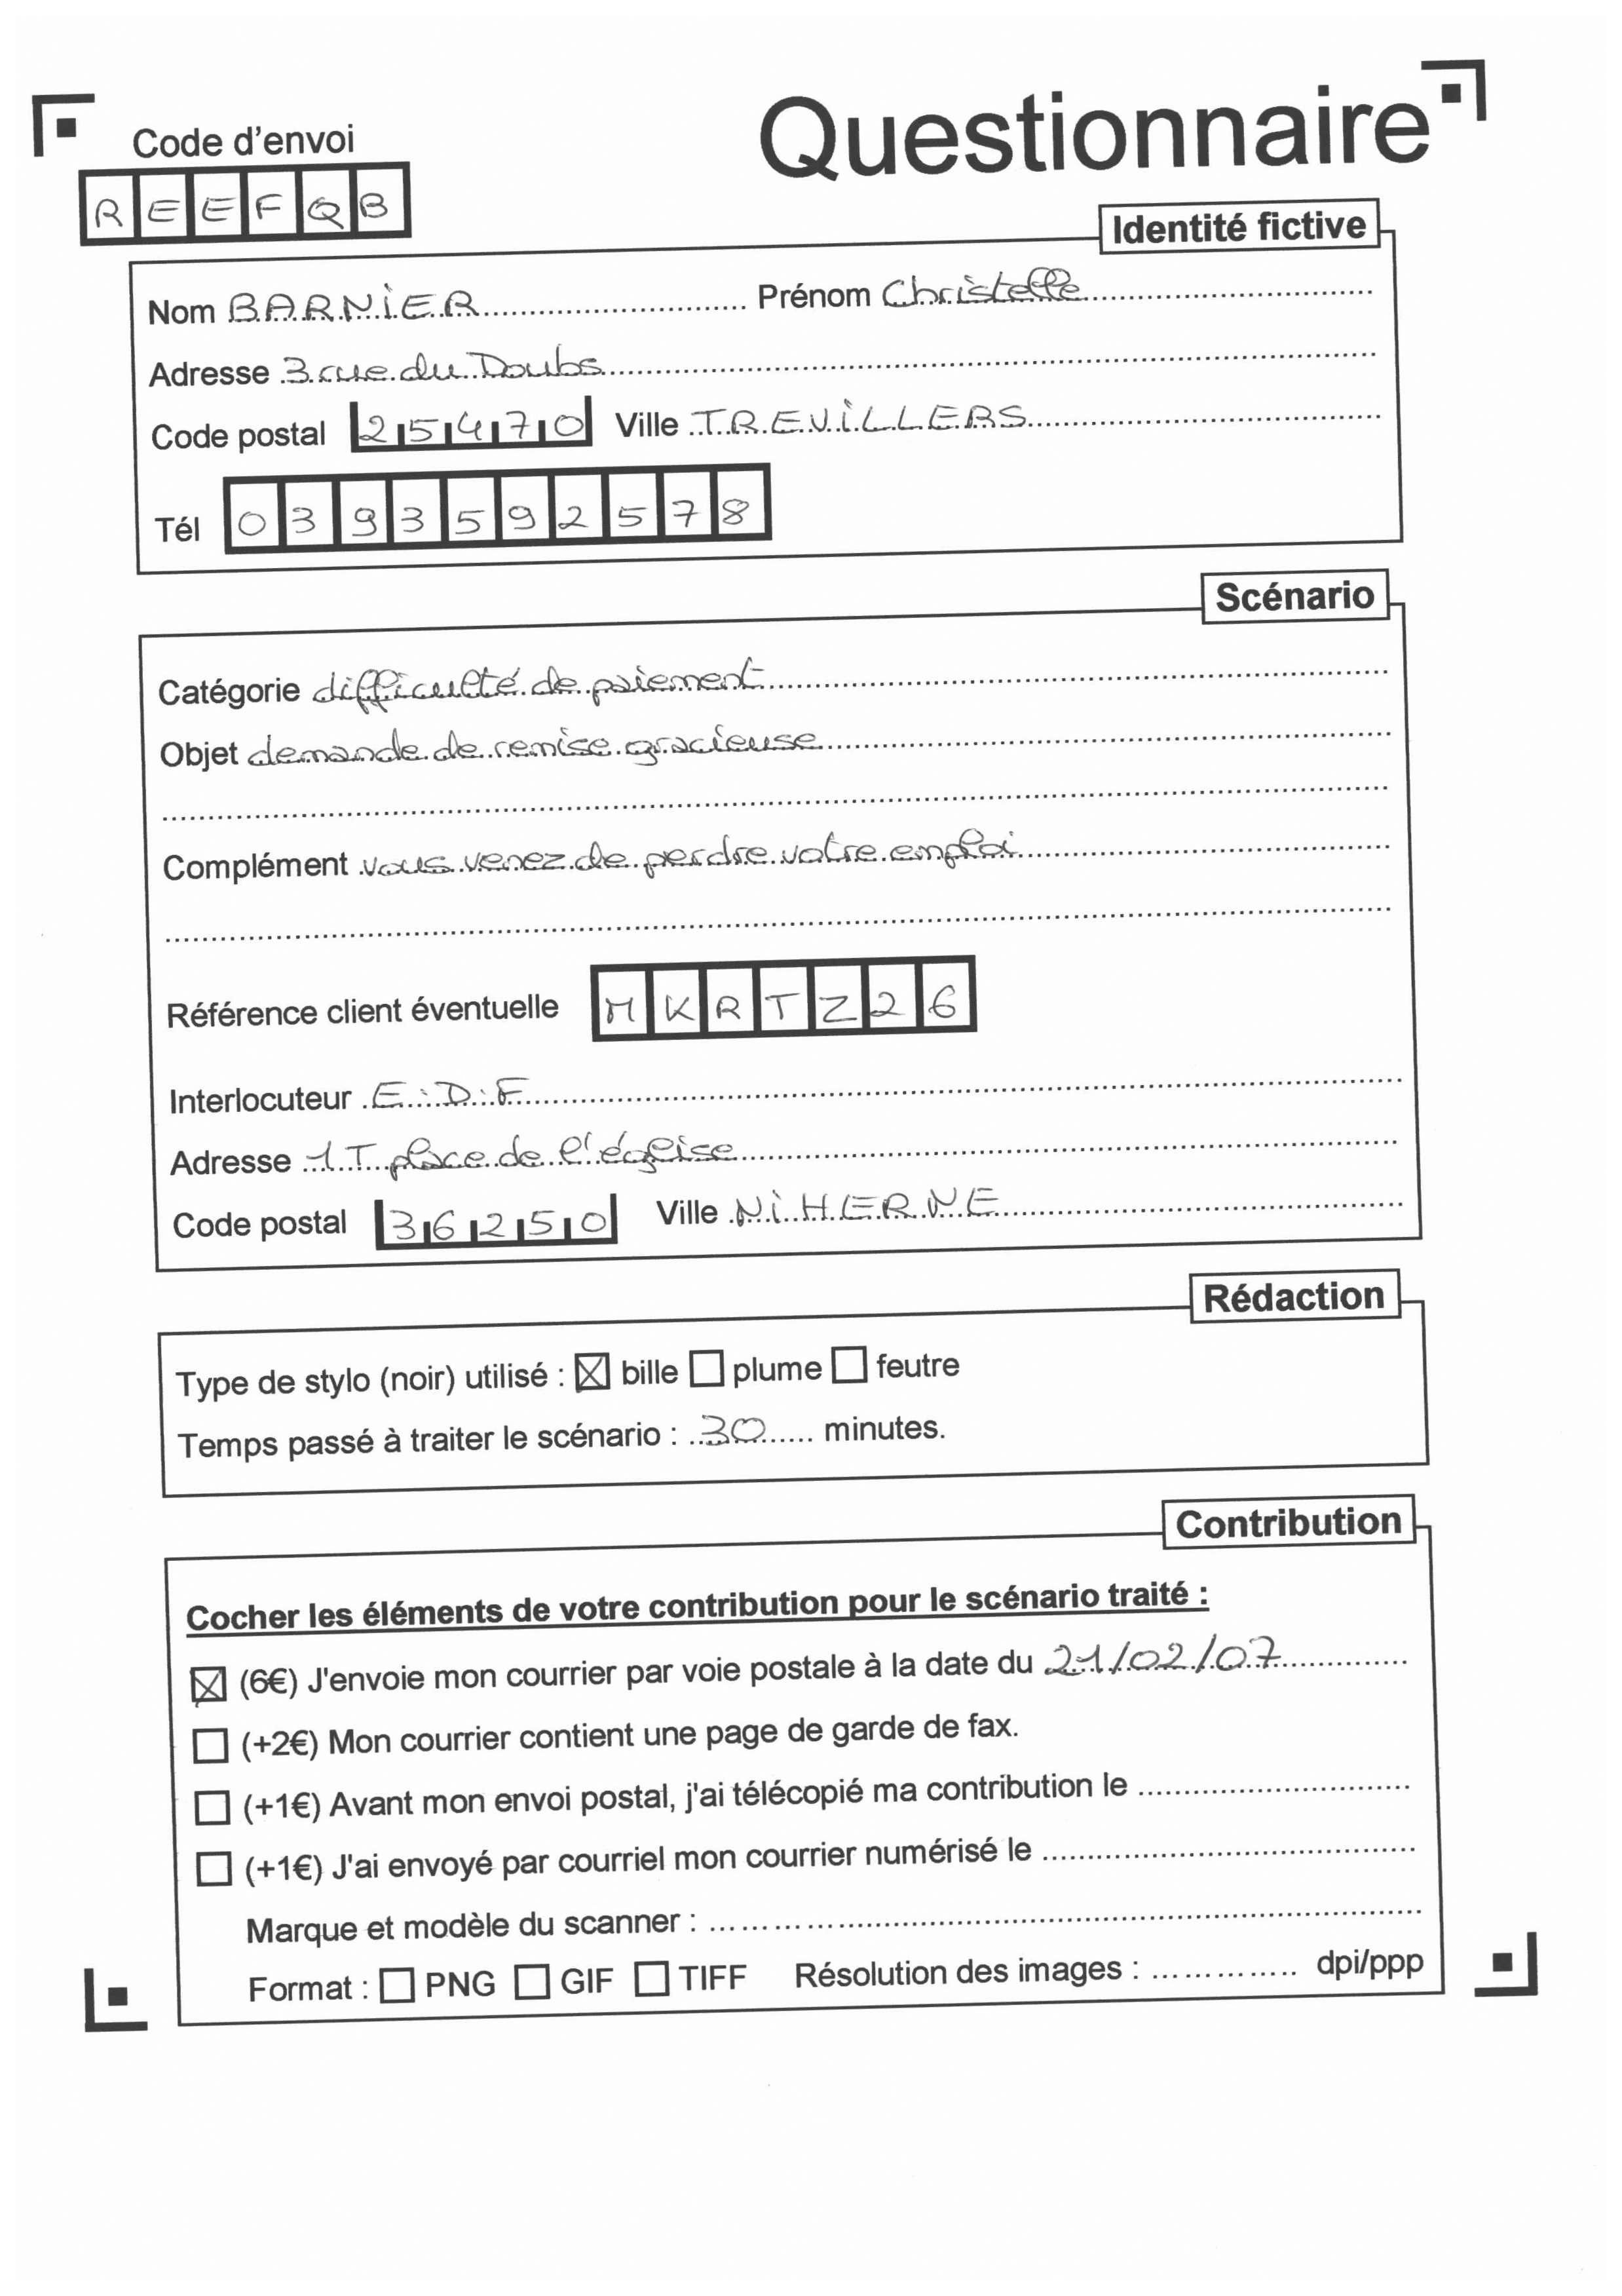 Questionnaire
Code d'envoi
REEFQB
Identité fictive
Nom BARNIER Prénom Christelle
Adresse 3 rue du Doubs
Code postal 25470 Ville TREVILLERS
Tél 0393592578
Scénario
Catégorie difficulté de paiement
Objet demande de remise gracieuse
Complément vous venez de perdre votre emploi
Référence client éventuelle MKRTZ26
Interlocuteur E.D.F
Adresse 1T place de l'église
Code postal 36250 Ville NIHERNE
Rédaction
Type de stylo (noir) utilisé : ☒ bille ☐ plume ☐ feutre
Temps passé à traiter le scénario : 30 minutes.
Contribution
Cocher les éléments de votre contribution pour le scénario traité :
☒ (6€) J'envoie mon courrier par voie postale à la date du 21/02/07
☐ (+2€) Mon courrier contient une page de garde de fax.
☐ (+1€) Avant mon envoi postal, j'ai télécopié ma contribution le
☐ (+1€) J'ai envoyé par courriel mon courrier numérisé le
Marque et modèle du scanner :
Format : ☐ PNG ☐ GIF ☐ TIFF Résolution des images : dpi/ppp